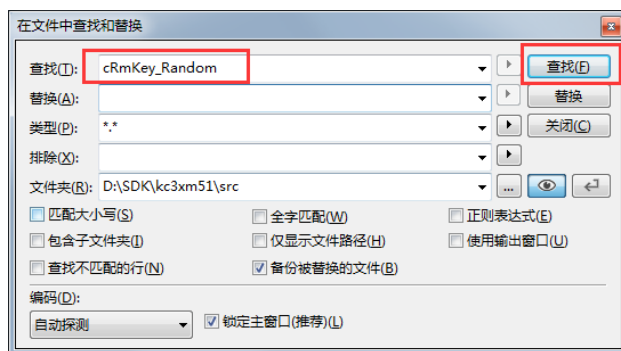 在文件中查找和替换
查找(T): cRmKey_Random 查找(F)
替换(A): 替换
类型(P): *.* 关闭(C)
排除(X):
文件夹(R): D:\SDK\kc3xm51\src ...
匹配大小写(S) 全字匹配(W) 正则表达式(E)
包含子文件夹(I) 仅显示文件路径(H) 使用输出窗口(U)
查找不匹配的行(N) 备份被替换的文件(B)
编码(D):
自动探测 锁定主窗口(推荐)(L)